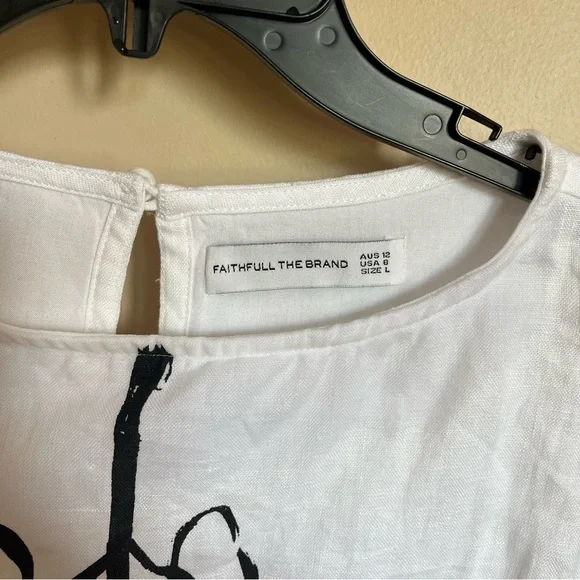 FAITHFULL THE BRAND
AUS 12
USA 8
SIZE L